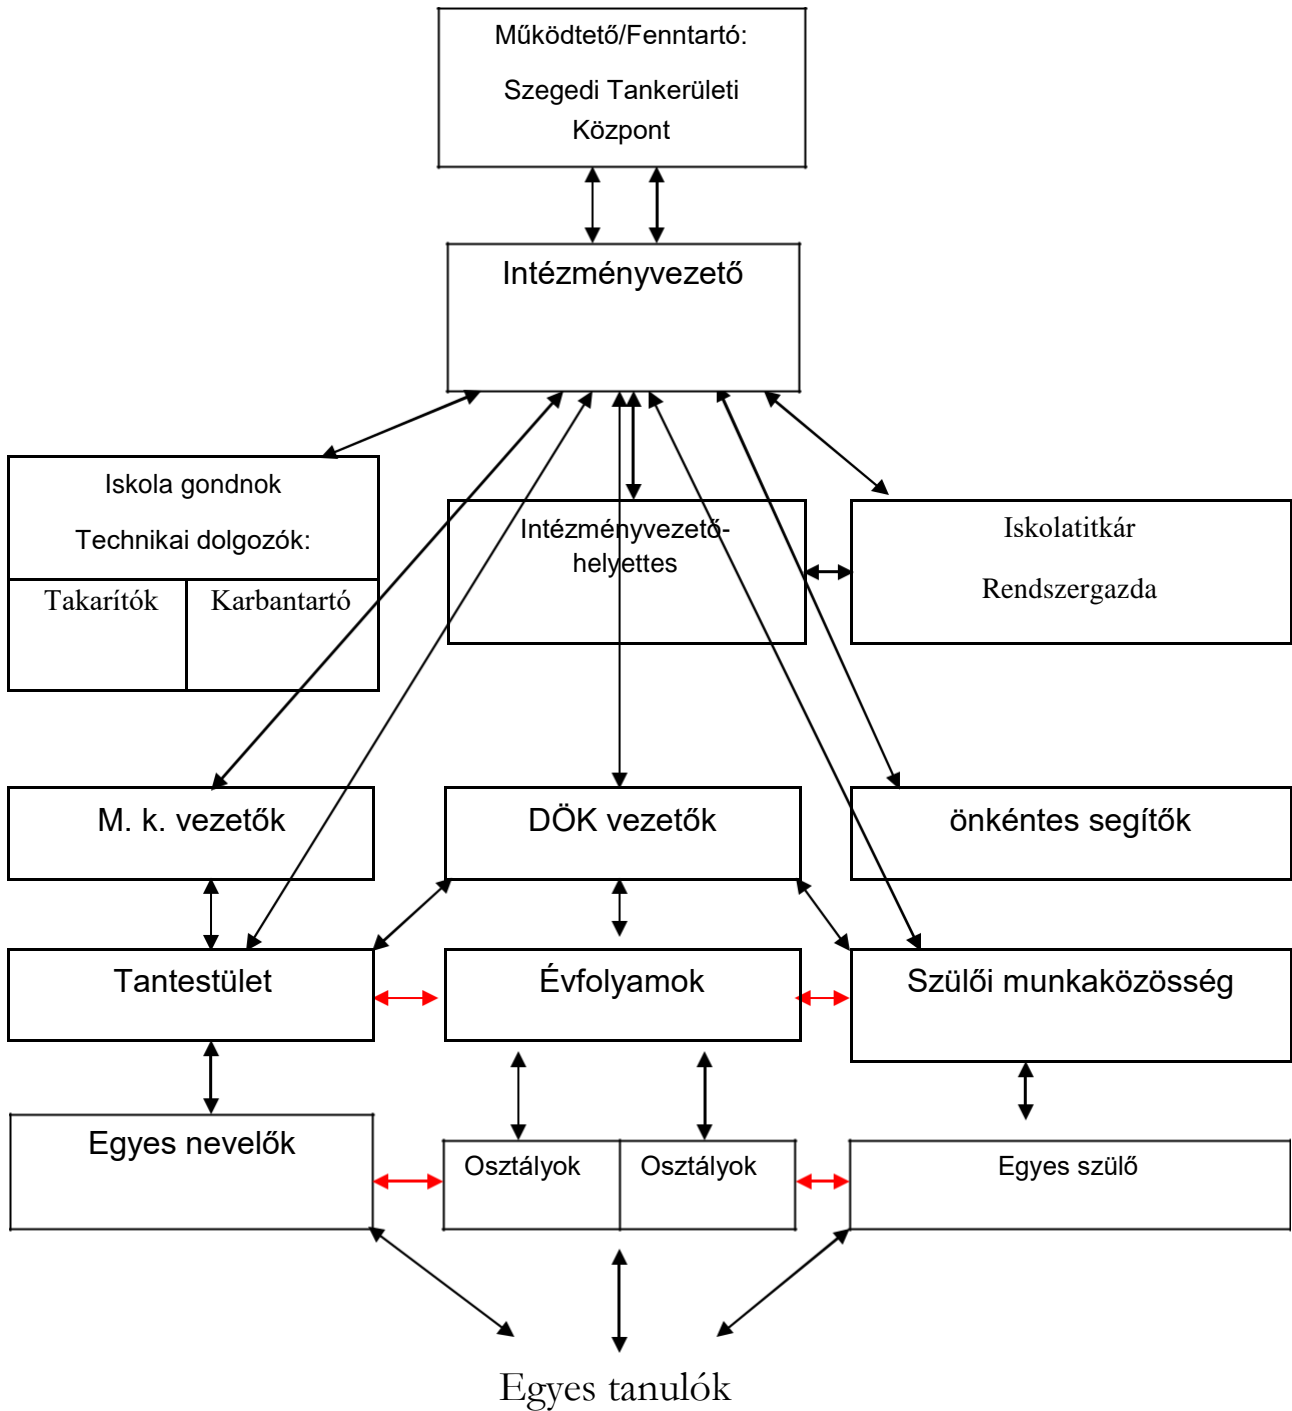 Működtető/Fenntartó:
Szegedi Tankerületi
Központ
Intézményvezető
Iskola gondnok
Technikai dolgozók:
Takarítók
Karbantartó
Intézményvezető-
helyettes
Iskolatitkár
Rendszergazda
M. k. vezetők
DÖK vezetők
önkéntes segítők
Tantestület
Évfolyamok
Szülői munkaközösség
Egyes nevelők
Osztályok
Osztályok
Egyes szülő
Egyes tanulók